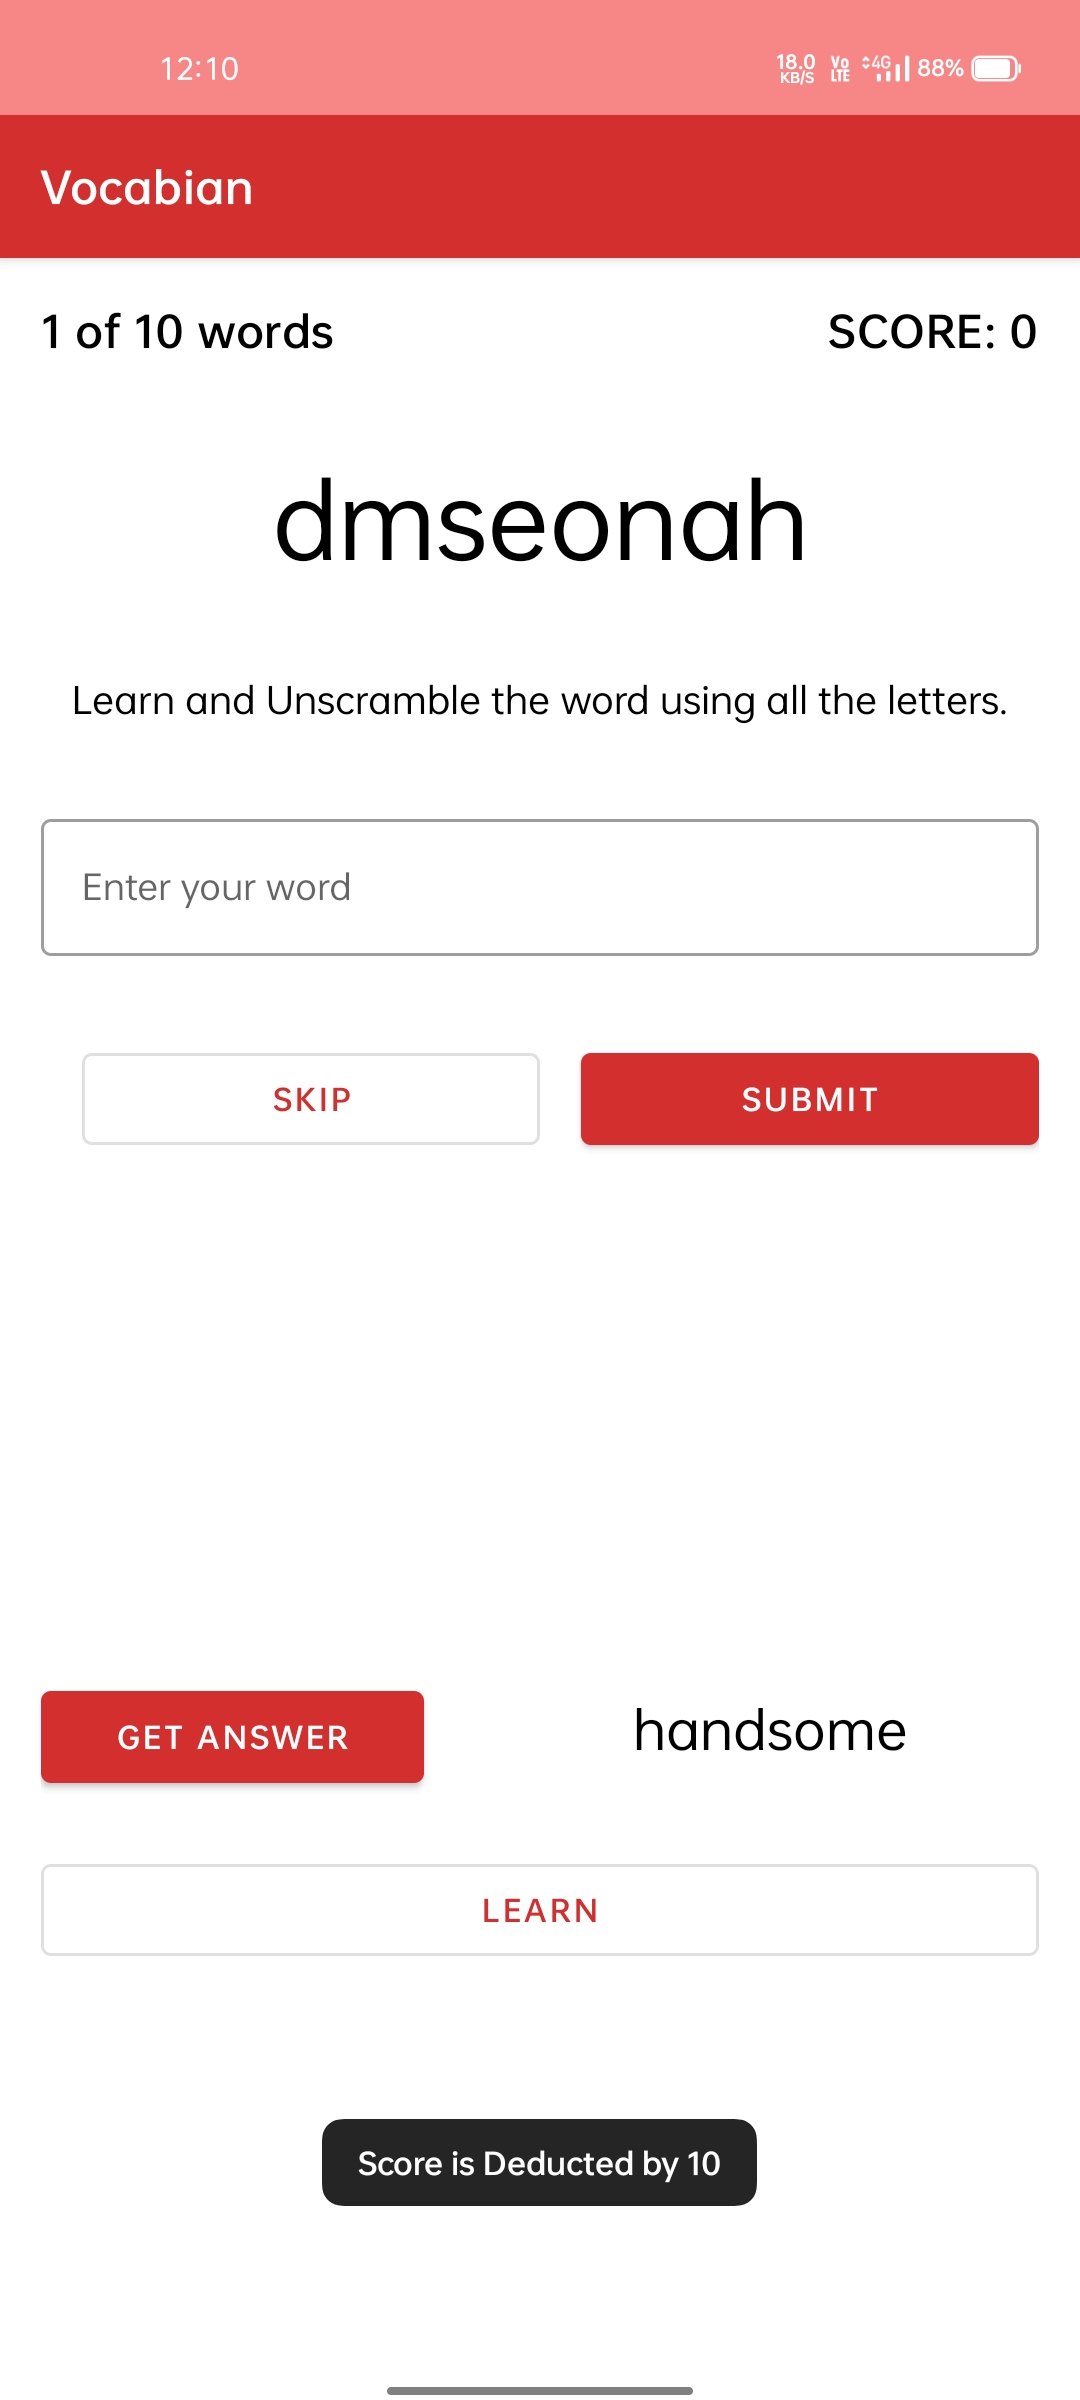 12:10 18.0 KB/S Vo LTE 4G 88%
Vocabian
1 of 10 words SCORE: 0
dmseonah
Learn and Unscramble the word using all the letters.
Enter your word
SKIP SUBMIT
GET ANSWER handsome
LEARN
Score is Deducted by 10